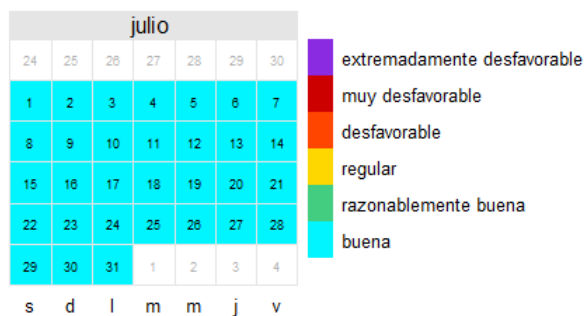 julio
24 25 26 27 28 29 30
1 2 3 4 5 6 7
8 9 10 11 12 13 14
15 16 17 18 19 20 21
22 23 24 25 26 27 28
29 30 31 1 2 3 4
s d l m m j v
extremadamente desfavorable
muy desfavorable
desfavorable
regular
razonablemente buena
buena